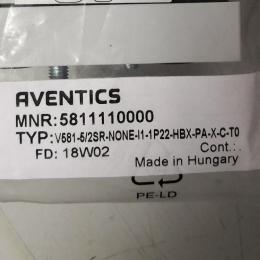 AVENTICS
MNR:5811110000
TYP:V581-5/2SR-NONE-I1-1P22-HBX-PA-X-C-T0
FD: 18W02 Cont.:
Made in Hungary
PE-LD